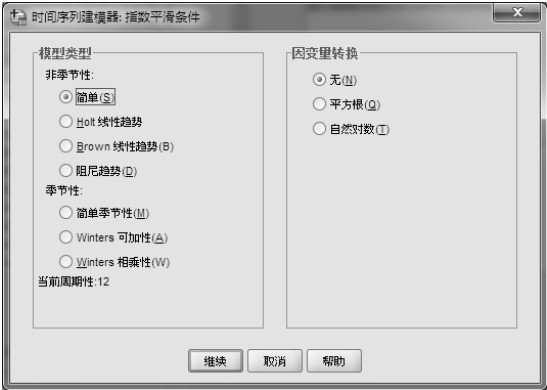 时间序列建模器: 指数平滑条件
模型类型
非季节性:
简单(S)
Holt 线性趋势
Brown 线性趋势(B)
阻尼趋势(D)
季节性:
简单季节性(M)
Winters 可加性(A)
Winters 相乘性(W)
当前周期性:12
因变量转换
无(N)
平方根(Q)
自然对数(T)
继续
取消
帮助